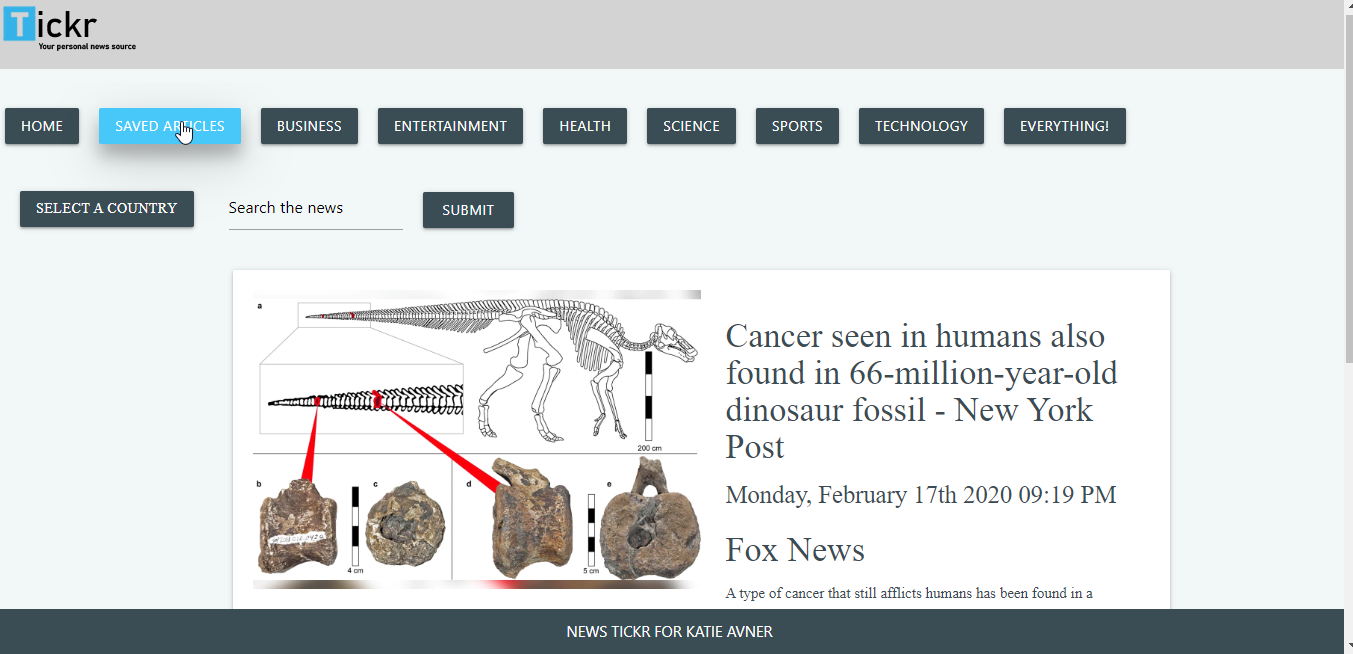 Tickr
Your personal news source
HOME
SAVED ARTICLES
BUSINESS
ENTERTAINMENT
HEALTH
SCIENCE
SPORTS
TECHNOLOGY
EVERYTHING!
SELECT A COUNTRY
Search the news
SUBMIT
a
200 cm
b
c
d
e
4 cm
5 cm
Cancer seen in humans also
found in 66-million-year-old
dinosaur fossil - New York
Post
Monday, February 17th 2020 09:19 PM
Fox News
A type of cancer that still afflicts humans has been found in a
NEWS TICKR FOR KATIE AVNER